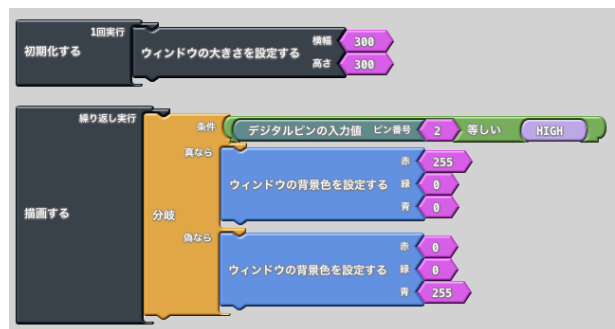 1回実行
初期化する
ウィンドウの大きさを設定する
横幅 300
高さ 300
繰り返し実行
描画する
分岐
条件 デジタルピンの入力値 ピン番号 2 等しい HIGH
真なら
ウィンドウの背景色を設定する
赤 255
緑 0
青 0
偽なら
ウィンドウの背景色を設定する
赤 0
緑 0
青 255